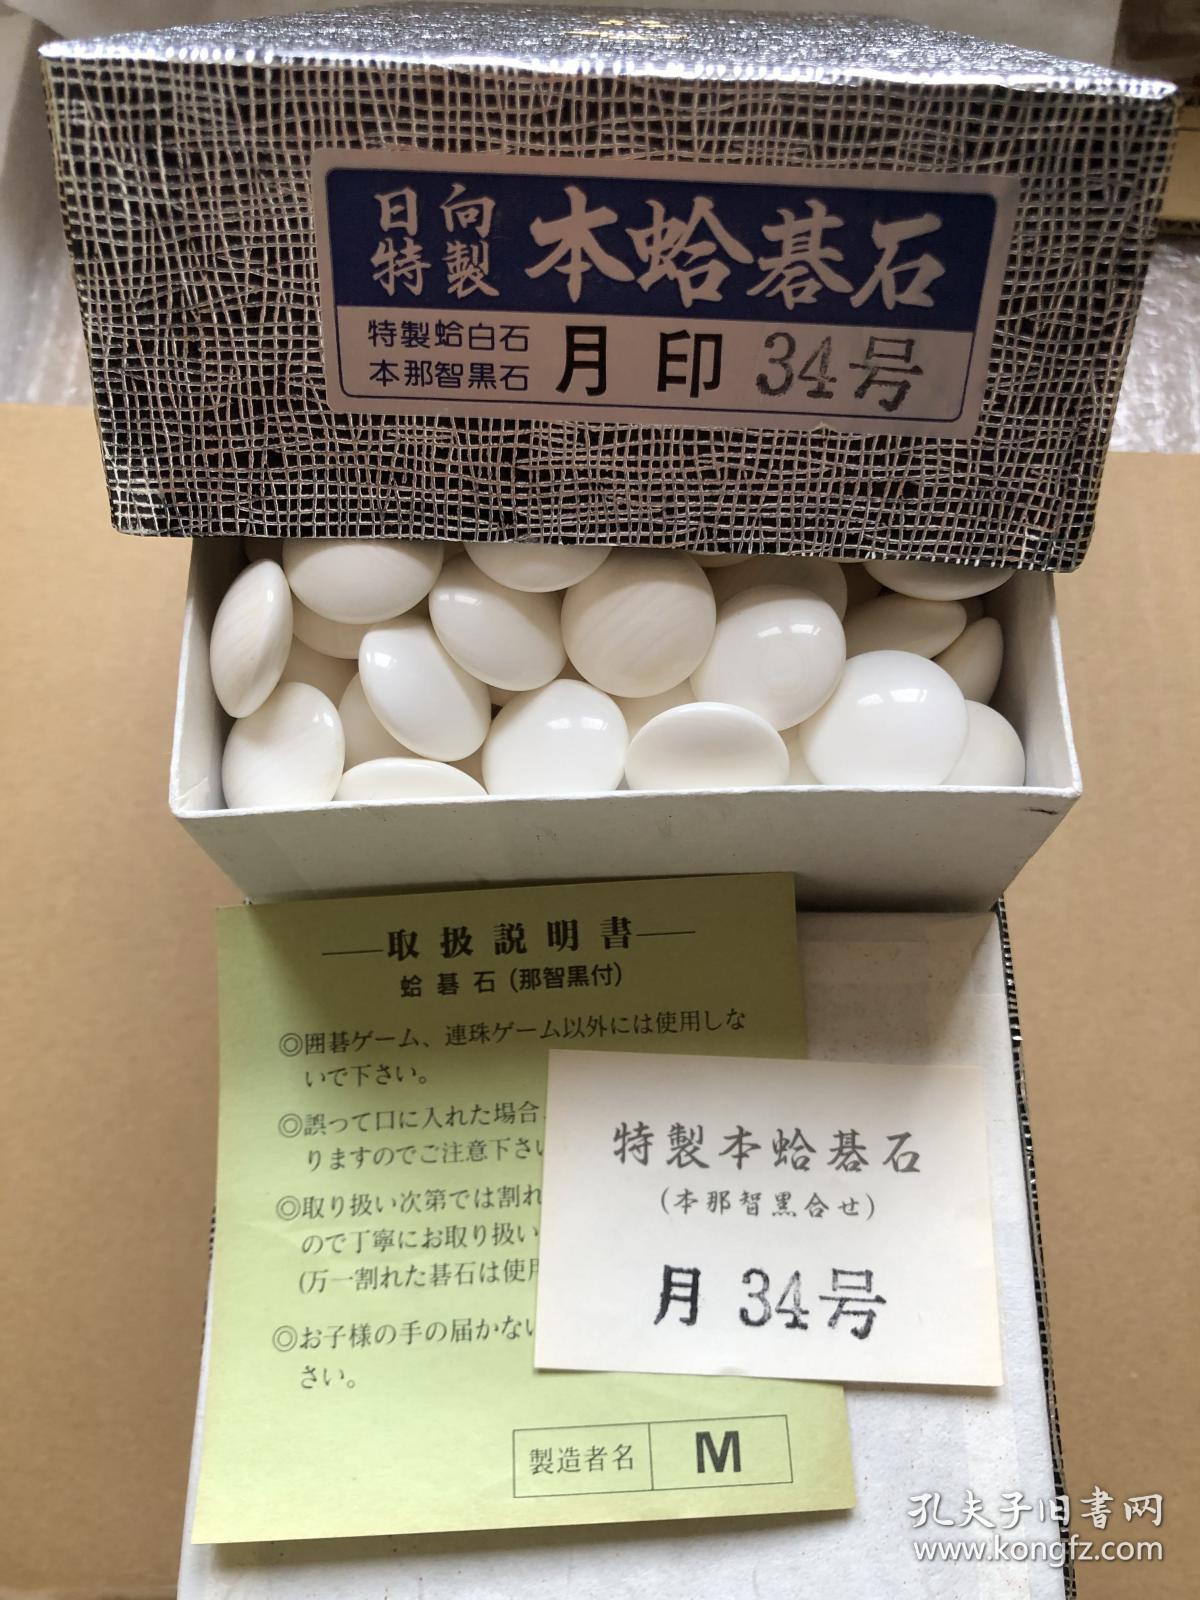 日向特製
本蛤碁石
特製蛤白石
本那智黒石
月印 34号
取扱説明書
蛤碁石(那智黒付)
◎囲碁ゲーム、連珠ゲーム以外には使用しな
いで下さい。
◎誤って口に入れた場合、
りますのでご注意下さい
◎取り扱い次第では割れ
ので丁寧にお取り扱い
(万一割れた碁石は使用
◎お子様の手の届かない
さい。
製造者名 M
特製本蛤碁石
(本那智黒合せ)
月 34号
孔夫子旧书网
www.kongfz.com